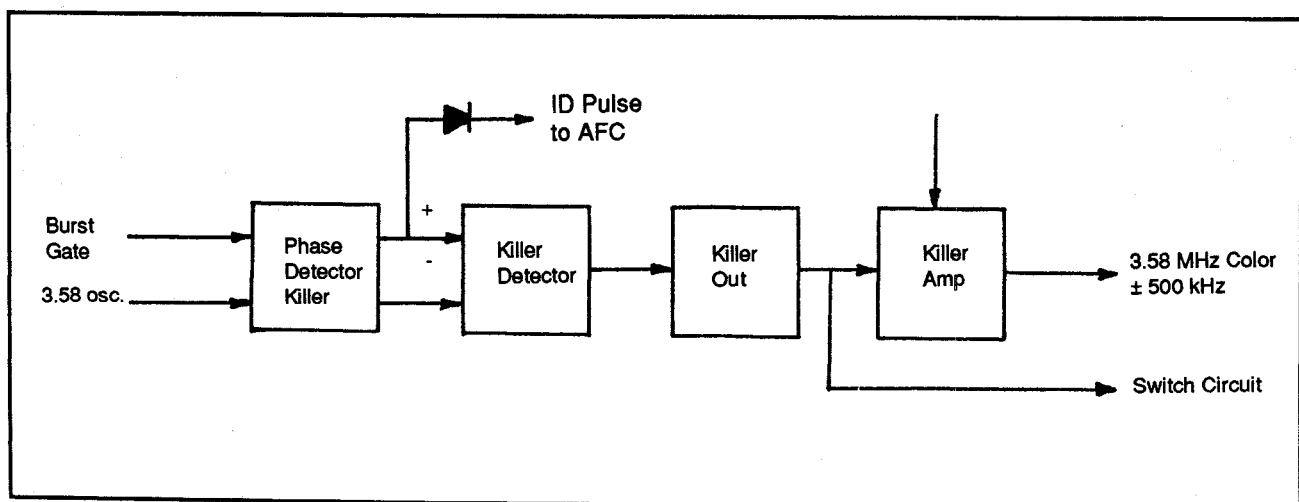 ID Pulse
to AFC
Burst
Gate
3.58 osc.
Phase
Detector
Killer
+
-
Killer
Detector
Killer
Out
Killer
Amp
3.58 MHz Color
± 500 kHz
Switch Circuit